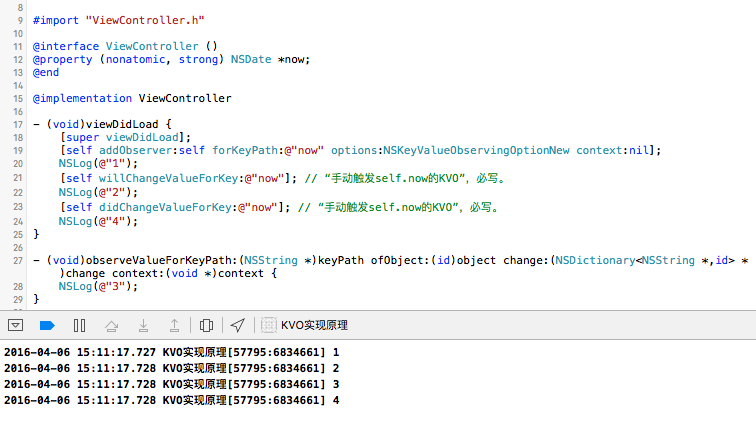 8
9 #import "ViewController.h"
10
11 @interface ViewController ()
12 @property (nonatomic, strong) NSDate *now;
13 @end
14
15 @implementation ViewController
16
17 - (void)viewDidLoad {
18 [super viewDidLoad];
19 [self addObserver:self forKeyPath:@"now" options:NSKeyValueObservingOptionNew context:nil];
20 NSLog(@"1");
21 [self willChangeValueForKey:@"now"]; // “手动触发self.now的KVO”，必写。
22 NSLog(@"2");
23 [self didChangeValueForKey:@"now"]; // “手动触发self.now的KVO”，必写。
24 NSLog(@"4");
25 }
26
27 - (void)observeValueForKeyPath:(NSString *)keyPath ofObject:(id)object change:(NSDictionary<NSString *,id> *
)change context:(void *)context {
28 NSLog(@"3");
29 }
KVO实现原理
2016-04-06 15:11:17.727 KVO实现原理[57795:6834661] 1
2016-04-06 15:11:17.728 KVO实现原理[57795:6834661] 2
2016-04-06 15:11:17.728 KVO实现原理[57795:6834661] 3
2016-04-06 15:11:17.728 KVO实现原理[57795:6834661] 4